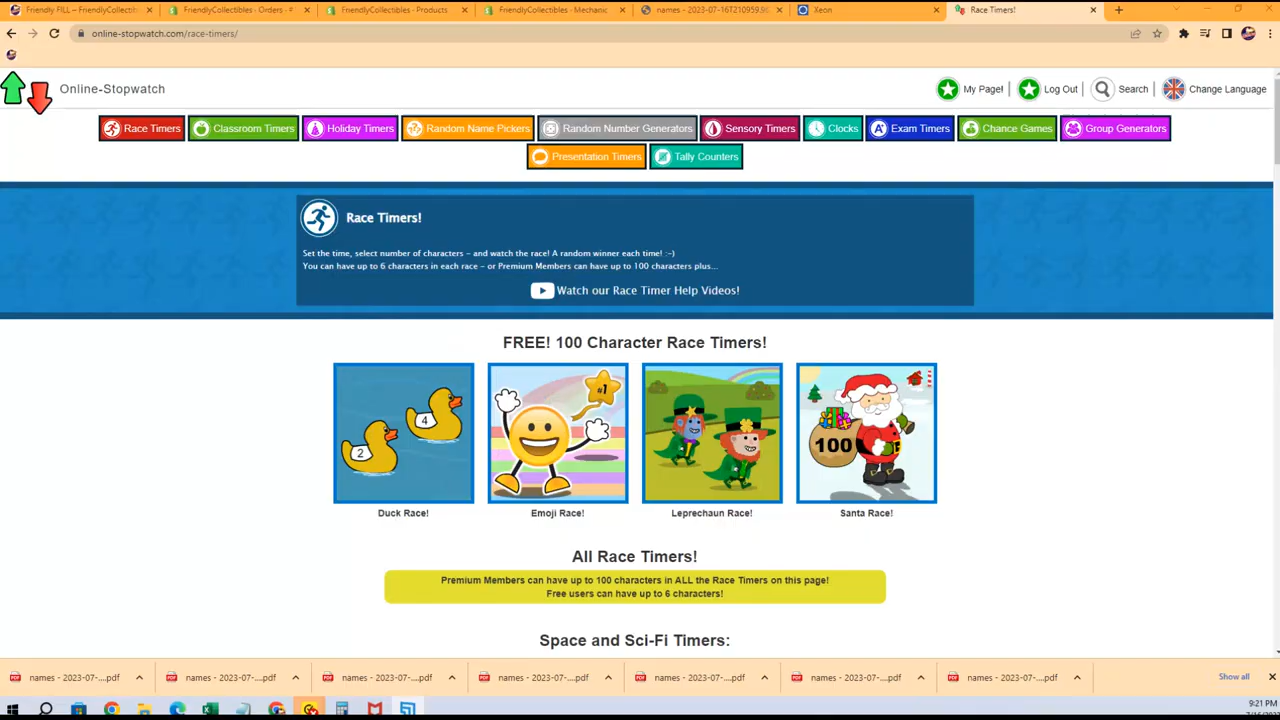 Friendly FILL – FriendlyCollectib
FriendlyCollectibles - Orders - 
FriendlyCollectibles - Products
FriendlyCollectibles - Mechanic
names - 2023-07-16T210959.9
Xeon
Race Timers!
online-stopwatch.com/race-timers/
Online-Stopwatch
My Page! | Log Out | Search | Change Language
Race Timers
Classroom Timers
Holiday Timers
Random Name Pickers
Random Number Generators
Sensory Timers
Clocks
Exam Timers
Chance Games
Group Generators
Presentation Timers
Tally Counters
Race Timers!
Set the time, select number of characters – and watch the race! A random winner each time! :-)
You can have up to 6 characters in each race – or Premium Members can have up to 100 characters plus...
Watch our Race Timer Help Videos!
FREE! 100 Character Race Timers!
2
4
#1
100
Duck Race!
Emoji Race!
Leprechaun Race!
Santa Race!
All Race Timers!
Premium Members can have up to 100 characters in ALL the Race Timers on this page!
Free users can have up to 6 characters!
Space and Sci-Fi Timers:
names - 2023-07-....pdf
names - 2023-07-....pdf
names - 2023-07-....pdf
names - 2023-07-....pdf
names - 2023-07-....pdf
names - 2023-07-....pdf
names - 2023-07-....pdf
Show all
9:21 PM